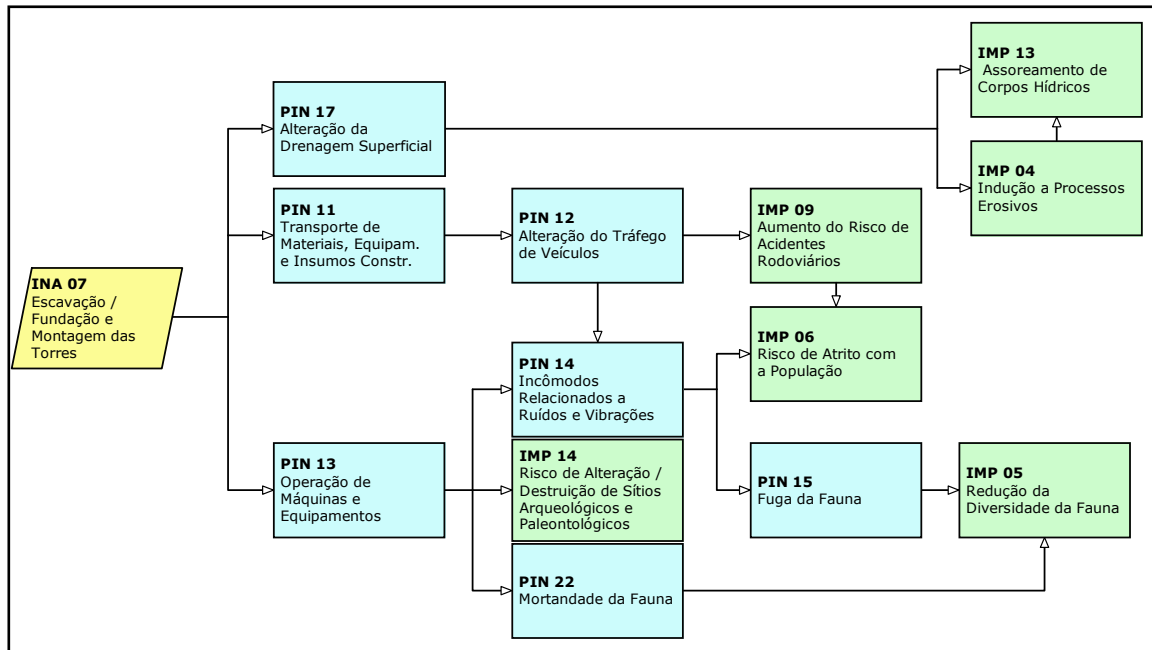 IMP 13
Assoreamento de
Corpos Hídricos
PIN 17
Alteração da
Drenagem Superficial
IMP 04
Indução a Processos
Erosivos
PIN 11
Transporte de
Materiais, Equipam.
e Insumos Constr.
PIN 12
Alteração do Tráfego
de Veículos
IMP 09
Aumento do Risco de
Acidentes
Rodoviários
INA 07
Escavação /
Fundação e
Montagem das
Torres
IMP 06
Risco de Atrito com
a População
PIN 14
Incômodos
Relacionados a
Ruídos e Vibrações
PIN 13
Operação de
Máquinas e
Equipamentos
IMP 14
Risco de Alteração /
Destruição de Sítios
Arqueológicos e
Paleontológicos
PIN 15
Fuga da Fauna
IMP 05
Redução da
Diversidade da Fauna
PIN 22
Mortandade da Fauna